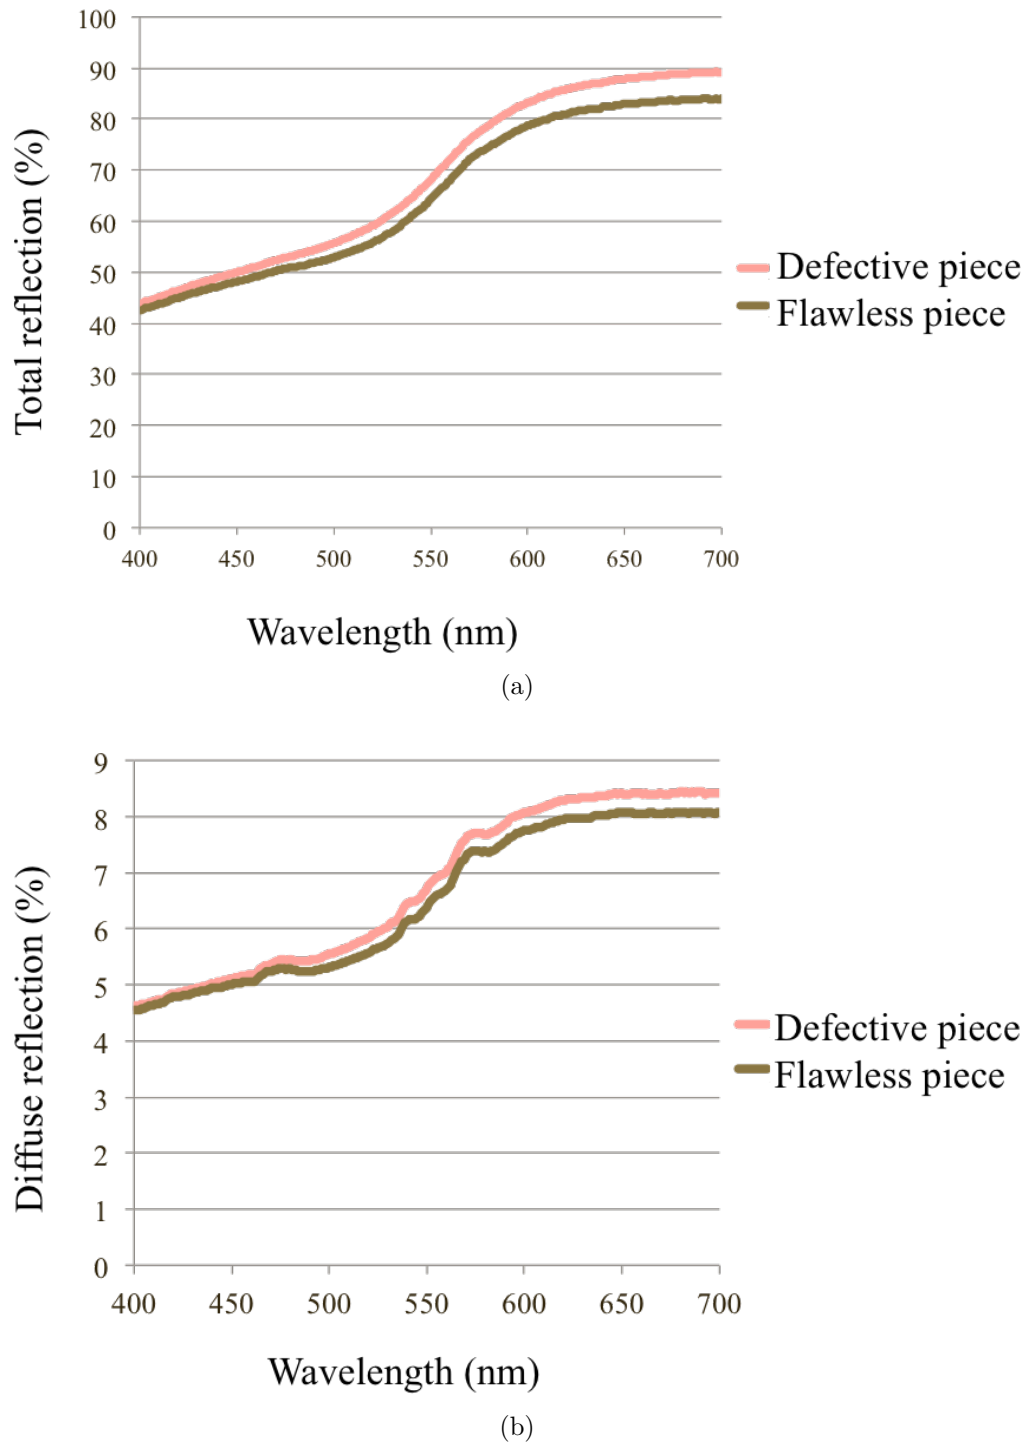 100
90
80
70
60
50
40
30
20
10
0
Total reflection (%)
400 450 500 550 600 650 700
Wavelength (nm)
Defective piece
Flawless piece
(a)
9
8
7
6
5
4
3
2
1
0
Diffuse reflection (%)
400 450 500 550 600 650 700
Wavelength (nm)
Defective piece
Flawless piece
(b)